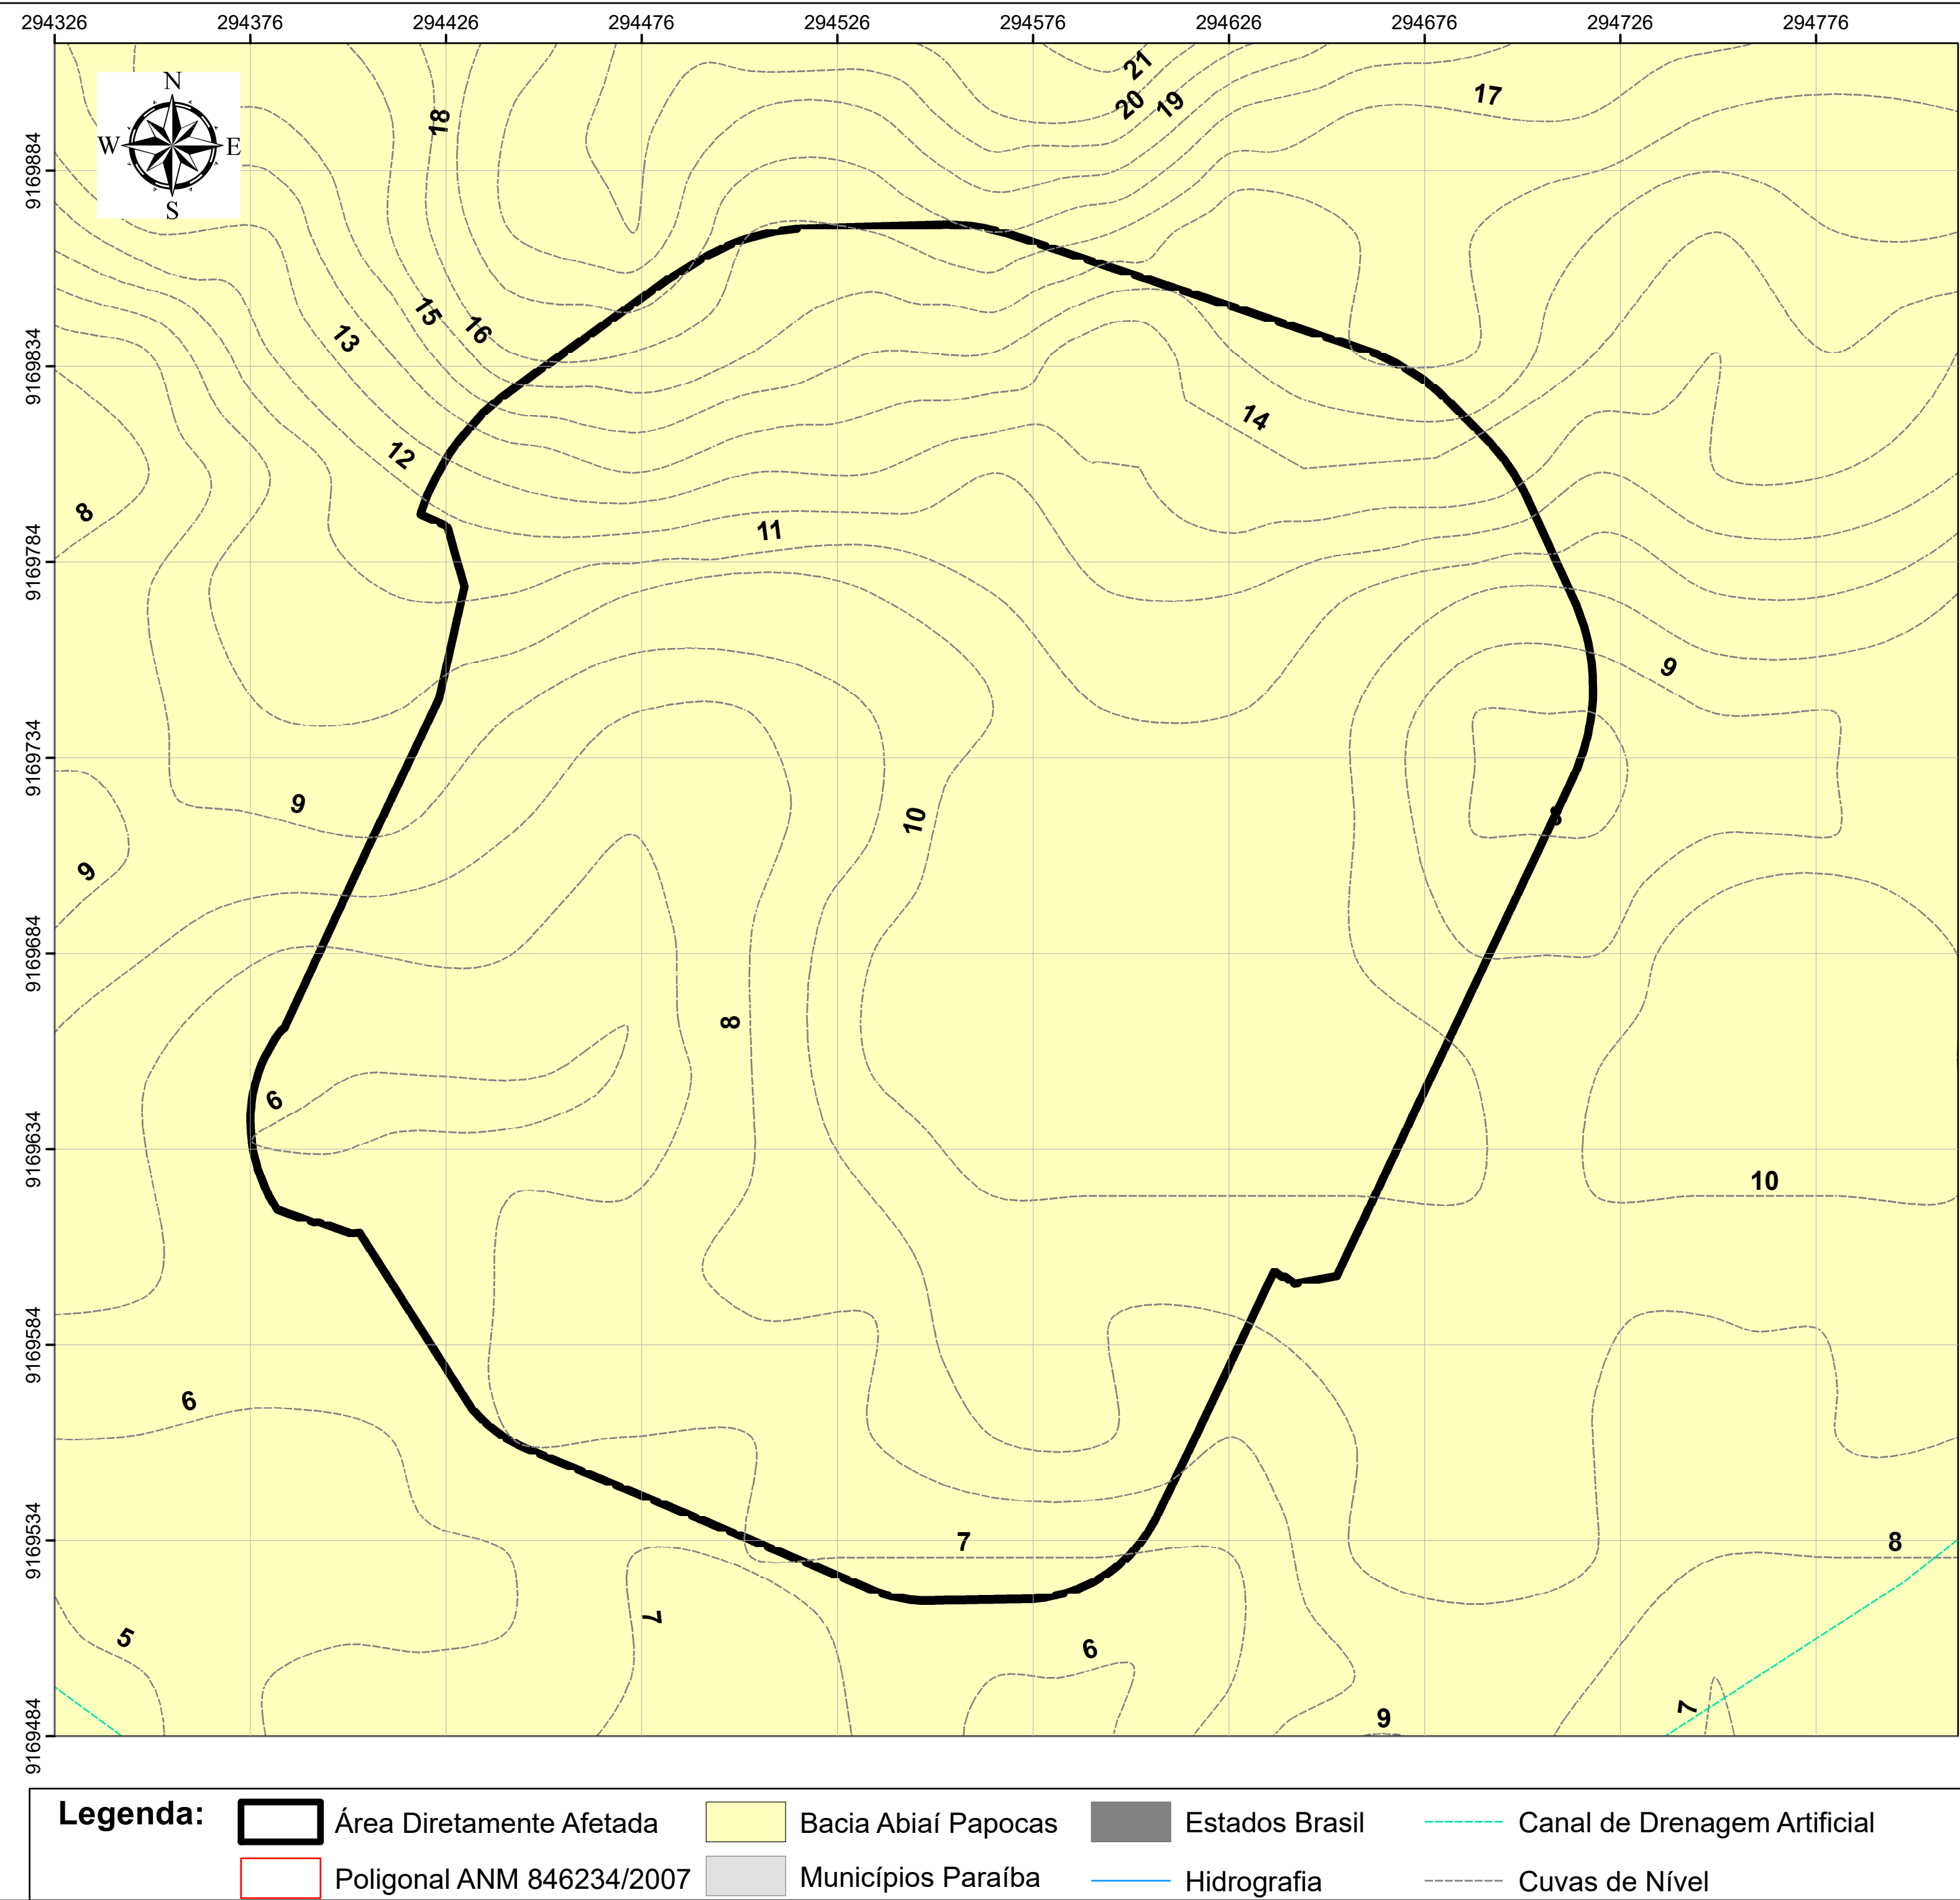 294326 294376 294426 294476 294526 294576 294626 294676 294726 294776
21
17
20 19
18
N
W E
S
9169884
15
16
13
9169834
14
12
8
11
9169784
9
9169734
9
10
8
9
9169684
8
6
9169634
10
9169584
6
9169534
7
8
7
5
6
7
9
9169484
Legenda:
Área Diretamente Afetada
Bacia Abiaí Papocas
Estados Brasil
Canal de Drenagem Artificial
Poligonal ANM 846234/2007
Municípios Paraíba
Hidrografia
Cuvas de Nível